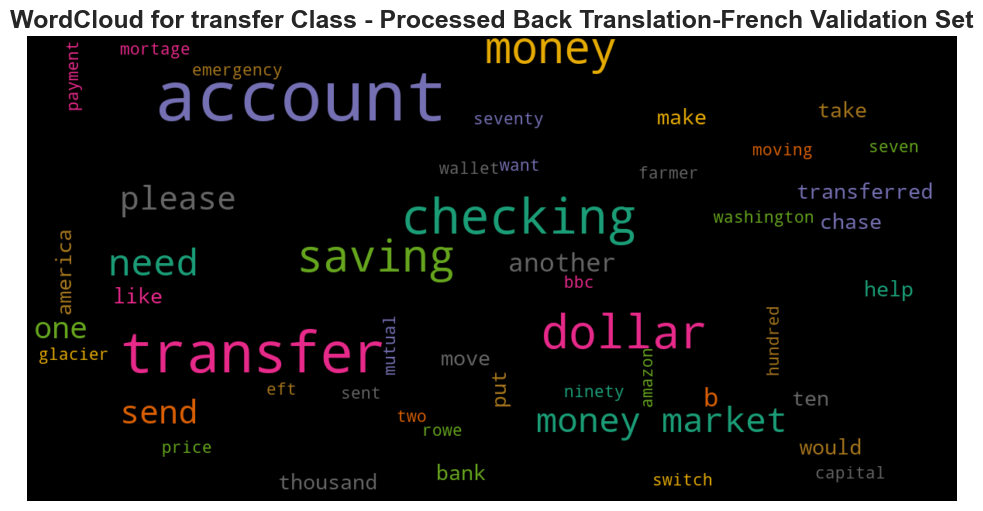 WordCloud for transfer Class - Processed Back Translation-French Validation Set
payment
mortage
emergency
money
account
seventy
make
take
moving
seven
wallet
want
farmer
transferred
please
checking
washington
chase
america
need
saving
another
like
bbc
help
one
glacier
transfer
mutual
dollar
hundred
move
amazon
put
eft
sent
ninety
b
ten
send
two
rowe
money market
price
would
thousand
bank
switch
capital